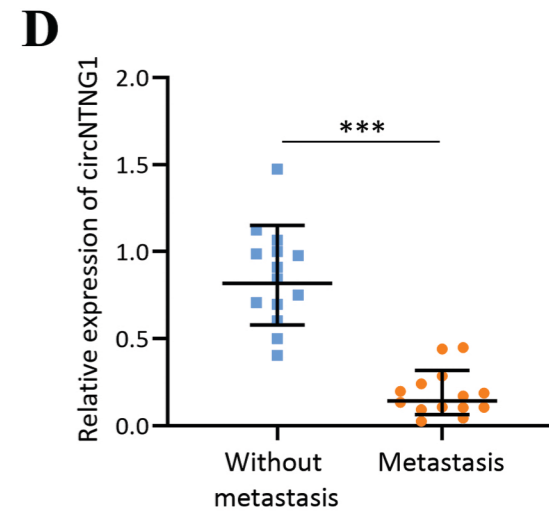 D
Relative expression of circNTNG1
2.0
1.5
1.0
0.5
0.0
***
Without
metastasis
Metastasis